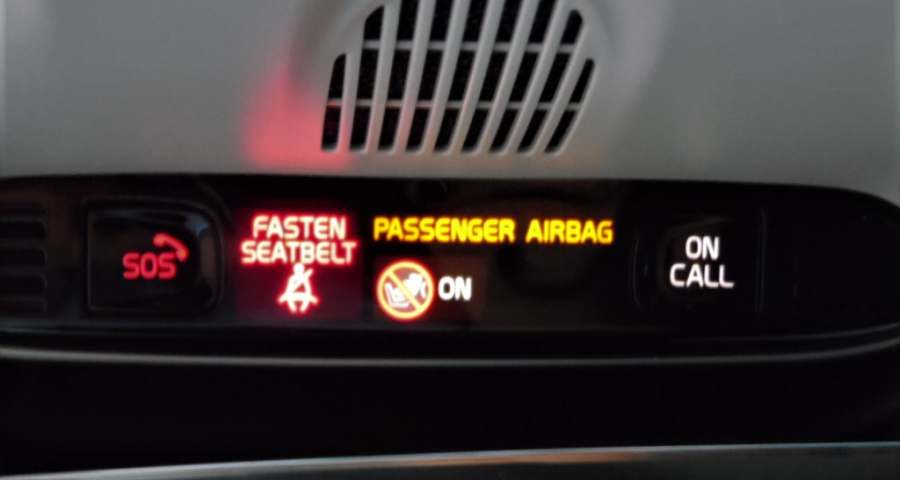 SOS
FASTEN
SEATBELT
PASSENGER AIRBAG
ON
ON
CALL